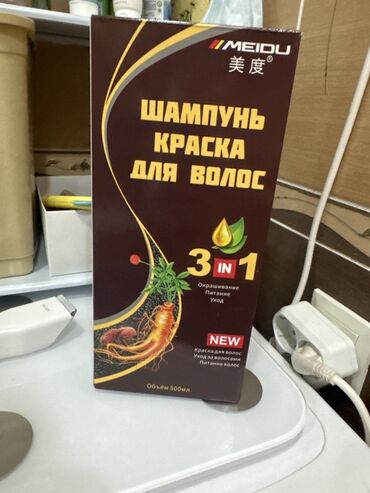 MEIDU
美度®
ШАМПУНЬ
КРАСКА
ДЛЯ ВОЛОС
3 IN 1
Окрашивание
Питание
Уход
NEW
Краска для волос
Уход за волосами
Питание волос
Объём 500мл